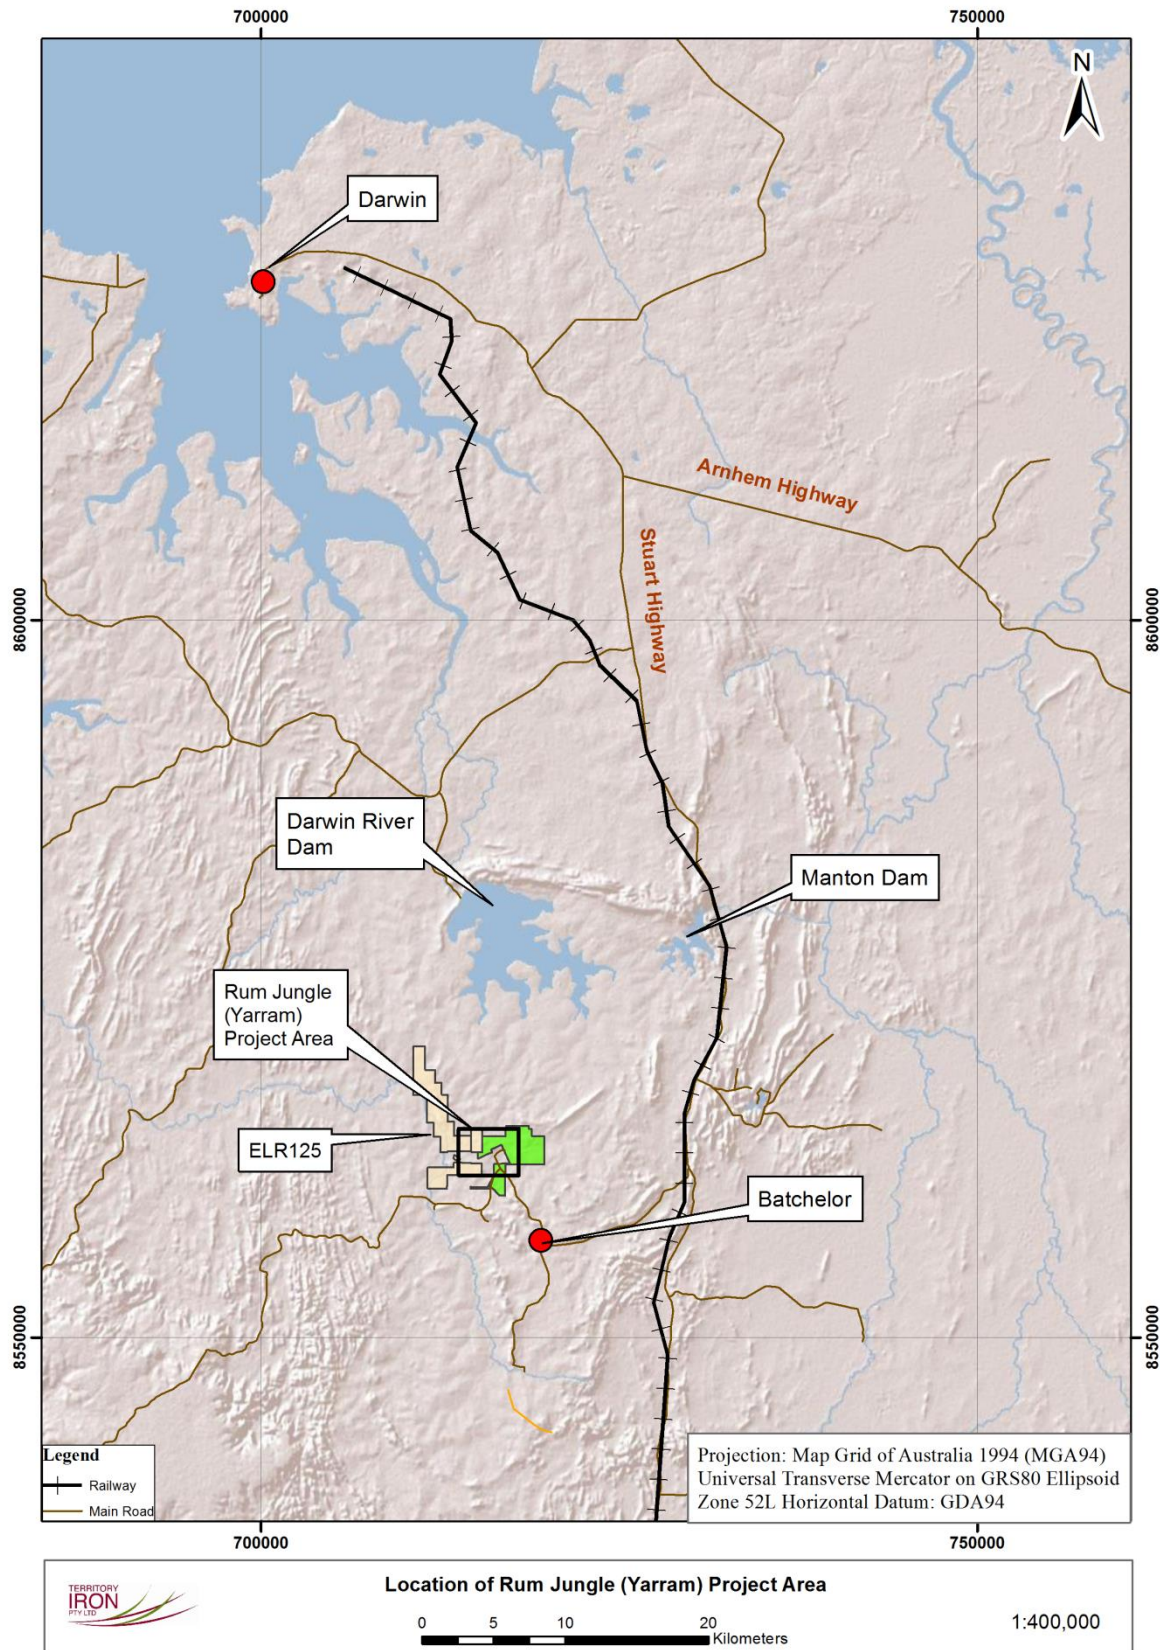 700000
750000
N
Darwin
Arnhem Highway
Stuart Highway
8600000
8600000
Darwin River
Dam
Manton Dam
Rum Jungle
(Yarram)
Project Area
ELR125
Batchelor
8550000
8550000
Legend
Railway
Main Road
Projection: Map Grid of Australia 1994 (MGA94)
Universal Transverse Mercator on GRS80 Ellipsoid
Zone 52L Horizontal Datum: GDA94
700000
750000
TERRITORY
IRON
PTY LTD
Location of Rum Jungle (Yarram) Project Area
0 5 10 20
Kilometers
1:400,000